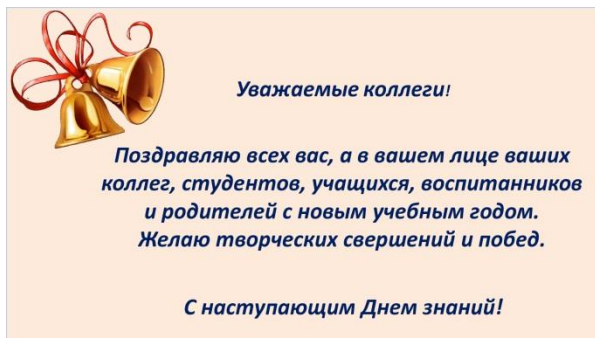 Уважаемые коллеги!
Поздравляю всех вас, а в вашем лице ваших
коллег, студентов, учащихся, воспитанников
и родителей с новым учебным годом.
Желаю творческих свершений и побед.
С наступающим Днем знаний!